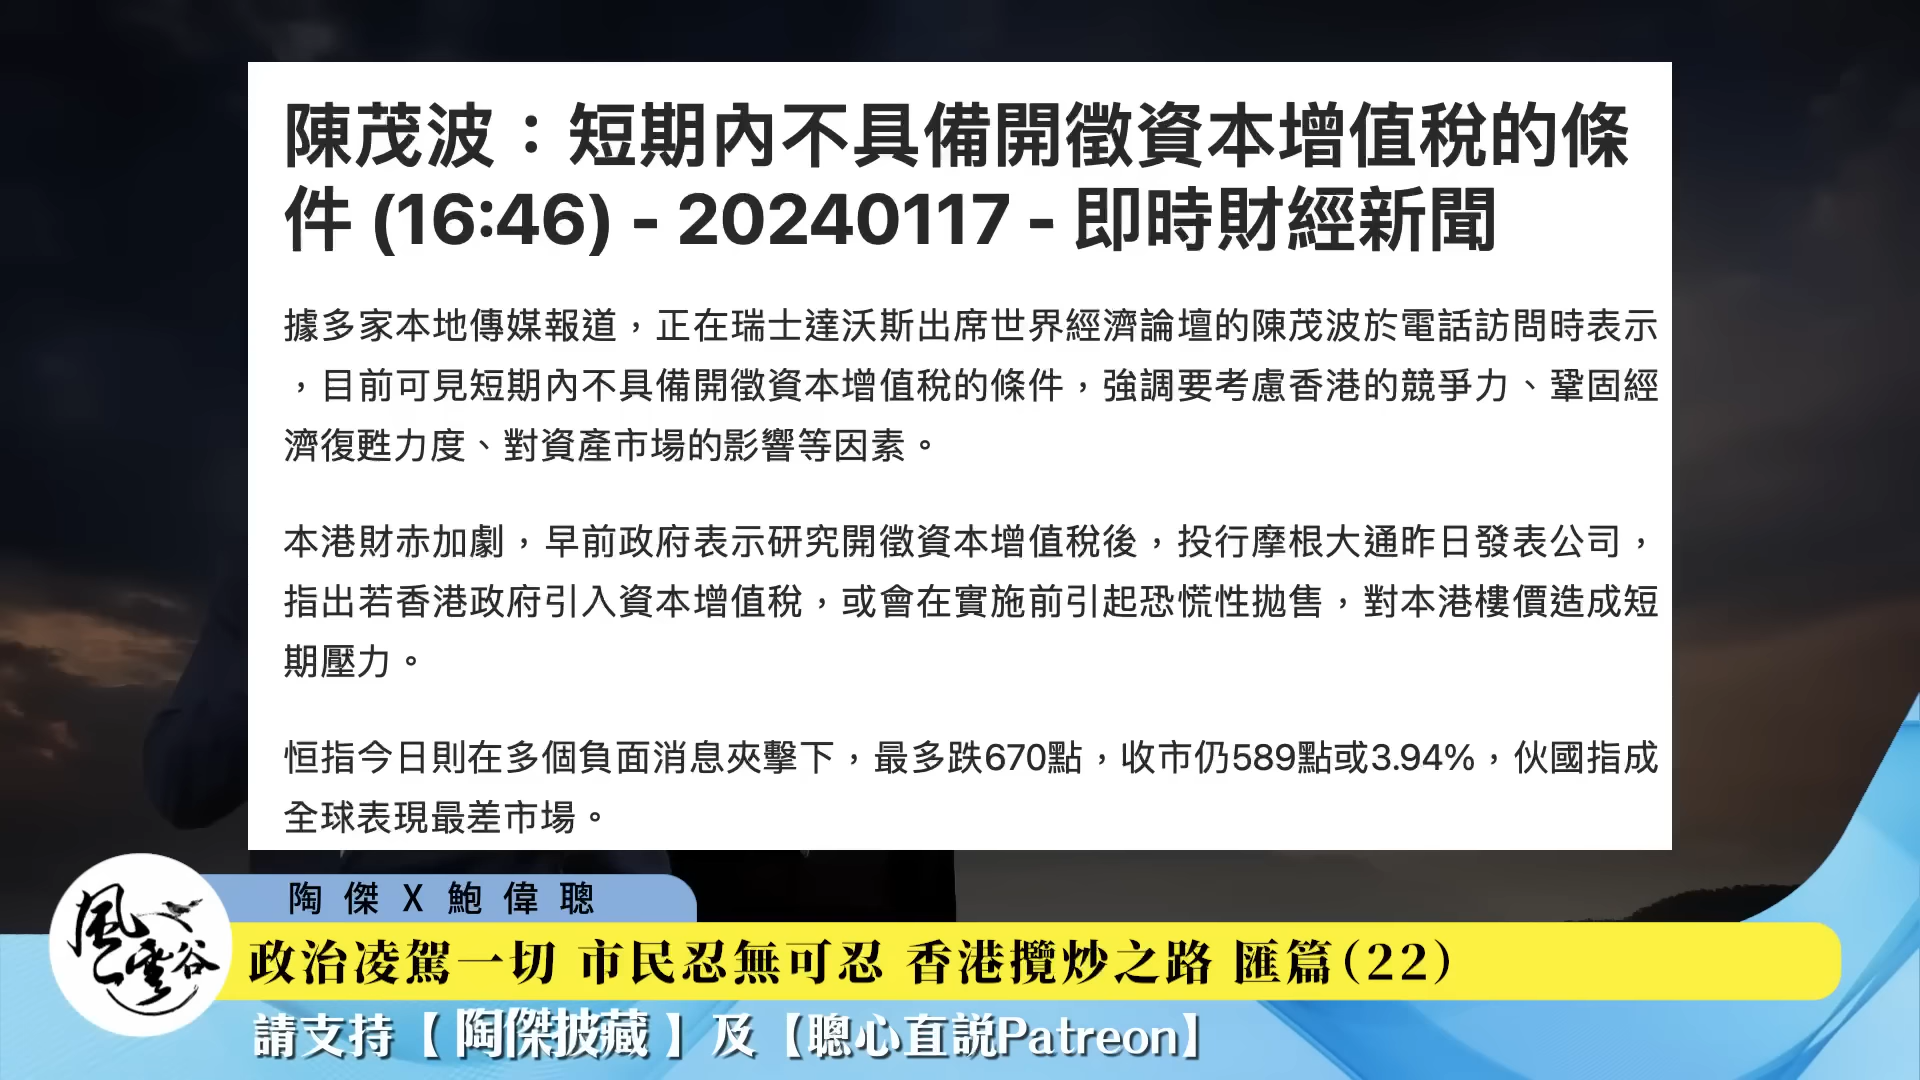 陳茂波：短期內不具備開徵資本增值稅的條
件 (16:46) - 20240117 - 即時財經新聞
據多家本地傳媒報道，正在瑞士達沃斯出席世界經濟論壇的陳茂波於電話訪問時表示
，目前可見短期內不具備開徵資本增值稅的條件，強調要考慮香港的競爭力、鞏固經
濟復甦力度、對資產市場的影響等因素。
本港財赤加劇，早前政府表示研究開徵資本增值稅後，投行摩根大通昨日發表公司，
指出若香港政府引入資本增值稅，或會在實施前引起恐慌性拋售，對本港樓價造成短
期壓力。
恒指今日則在多個負面消息夾擊下，最多跌670點，收市仍589點或3.94%，伙國指成
全球表現最差市場。
陶傑X鮑偉聰
風雲谷
政治凌駕一切 市民忍無可忍 香港攬炒之路 匯篇(22)
請支持【陶傑披藏】及【聰心直説Patreon】